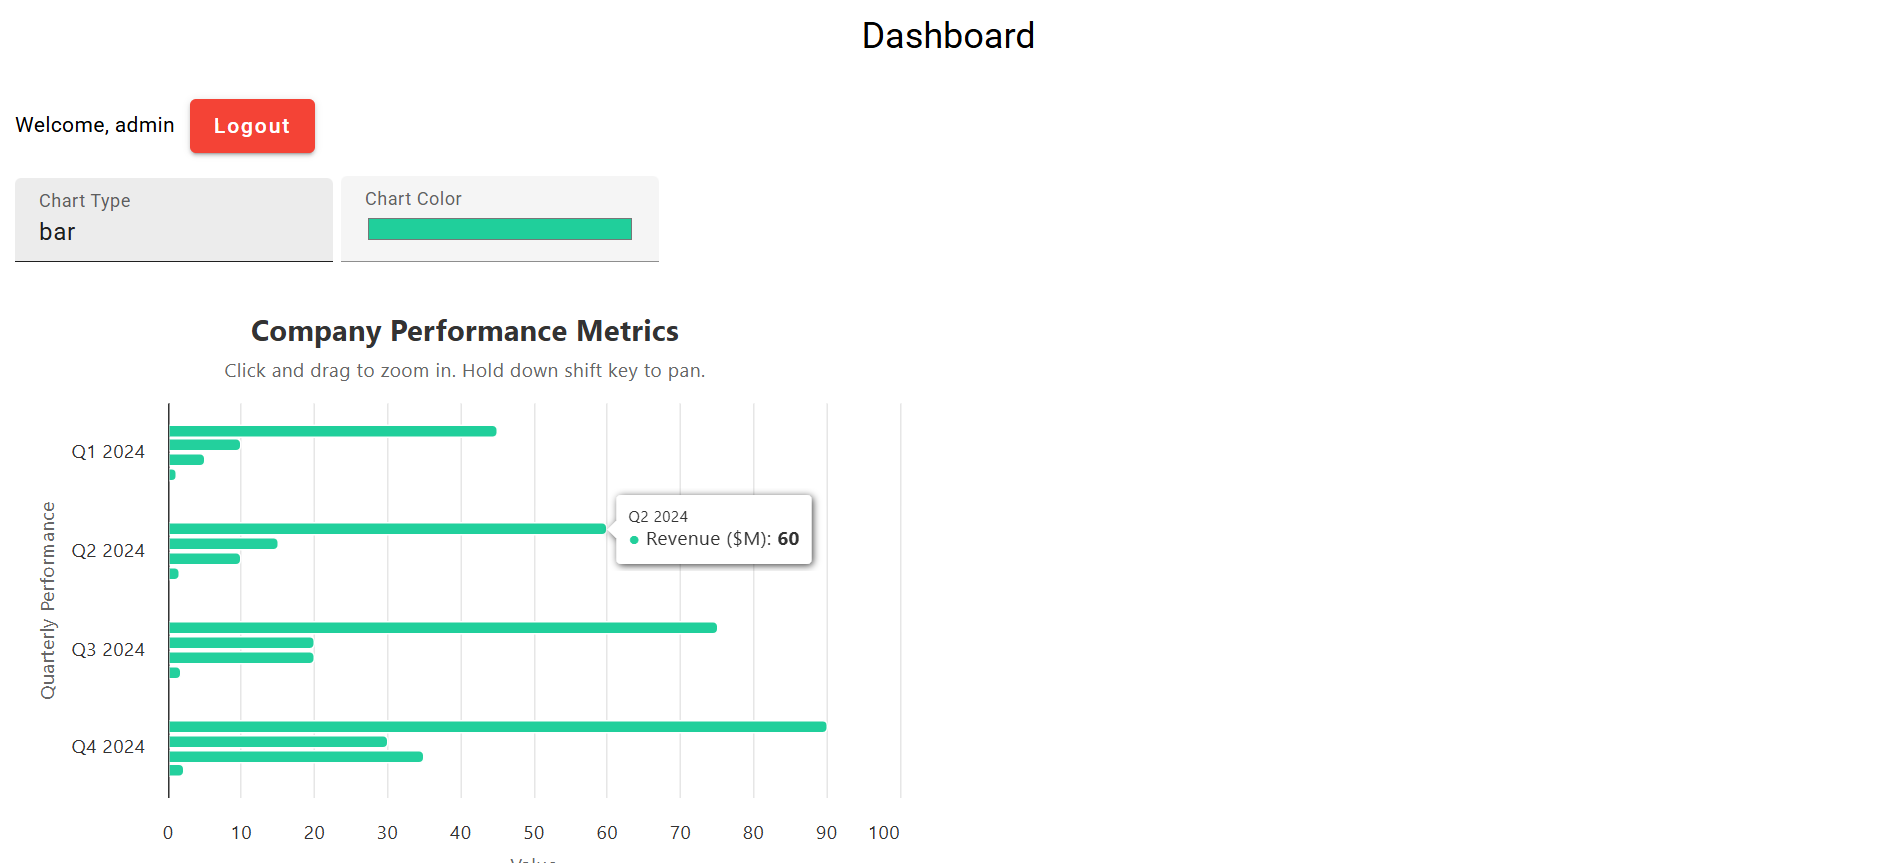 Dashboard
Welcome, admin
Logout
Chart Type
bar
Chart Color
Company Performance Metrics
Click and drag to zoom in. Hold down shift key to pan.
Quarterly Performance
Q1 2024
Q2 2024
Q3 2024
Q4 2024
Q2 2024
● Revenue ($M): 60
0 10 20 30 40 50 60 70 80 90 100
Value